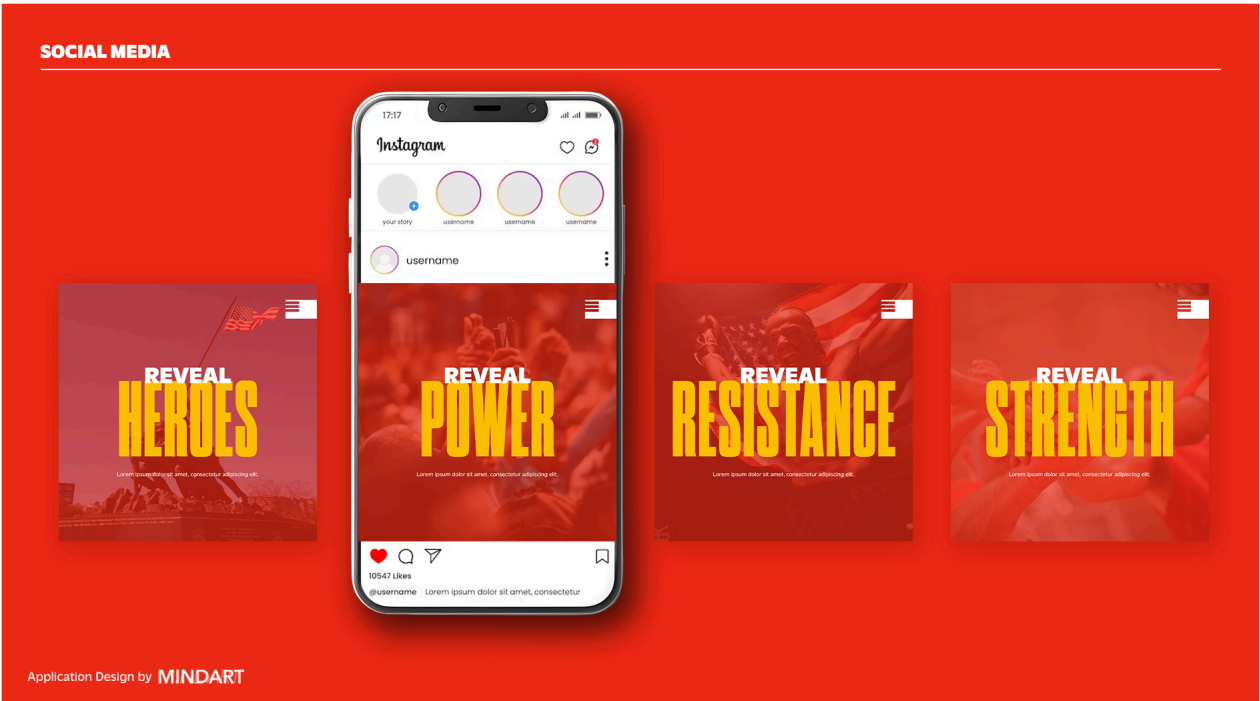 SOCIAL MEDIA
17:17
Instagram
your story
username
username
username
username
REVEAL
HEROES
Lorem ipsum dolor sit amet, consectetur adipiscing elit.
REVEAL
POWER
Lorem ipsum dolor sit amet, consectetur adipiscing elit.
REVEAL
RESISTANCE
Lorem ipsum dolor sit amet, consectetur adipiscing elit.
REVEAL
STRENGTH
Lorem ipsum dolor sit amet, consectetur adipiscing elit.
10547 Likes
@username Lorem ipsum dolor sit amet, consectetur
Application Design by MINDART